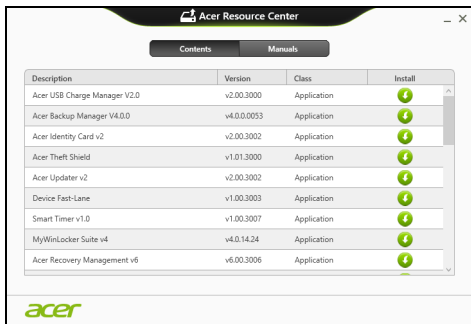 Acer Resource Center
Contents Manuals
Description Version Class Install
Acer USB Charge Manager V2.0 v2.00.3000 Application
Acer Backup Manager V4.0.0 v4.0.0.0053 Application
Acer Identity Card v2 v2.00.3002 Application
Acer Theft Shield v1.01.3000 Application
Acer Updater v2 v2.00.3002 Application
Device Fast-Lane v1.00.3003 Application
Smart Timer v1.0 v1.00.3007 Application
MyWinLocker Suite v4 v4.0.14.24 Application
Acer Recovery Management v6 v6.00.3006 Application
acer